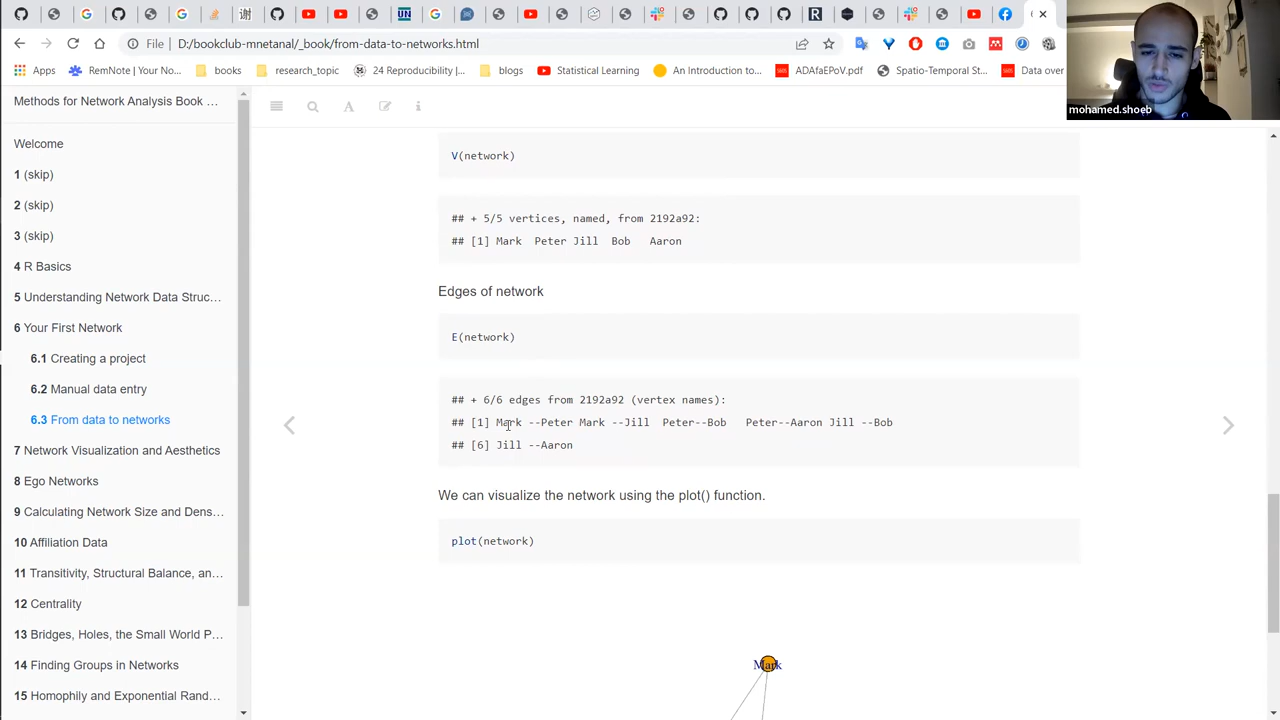 File
D:/bookclub-mnetanal/_book/from-data-to-networks.html
Apps
RemNote | Your No...
books
research_topic
24 Reproducibility |...
blogs
Statistical Learning
An Introduction to...
ADAfaEPoV.pdf
Spatio-Temporal St...
Data over
mohamed.shoeb
Methods for Network Analysis Book ...
Welcome
1 (skip)
2 (skip)
3 (skip)
4 R Basics
5 Understanding Network Data Struc...
6 Your First Network
6.1 Creating a project
6.2 Manual data entry
6.3 From data to networks
7 Network Visualization and Aesthetics
8 Ego Networks
9 Calculating Network Size and Dens...
10 Affiliation Data
11 Transitivity, Structural Balance, an...
12 Centrality
13 Bridges, Holes, the Small World P...
14 Finding Groups in Networks
15 Homophily and Exponential Rand...
V(network)
## + 5/5 vertices, named, from 2192a92:
## [1] Mark  Peter Jill  Bob   Aaron
Edges of network
E(network)
## + 6/6 edges from 2192a92 (vertex names):
## [1] Mark --Peter Mark --Jill  Peter--Bob   Peter--Aaron Jill --Bob
## [6] Jill --Aaron
We can visualize the network using the plot() function.
plot(network)
Mark